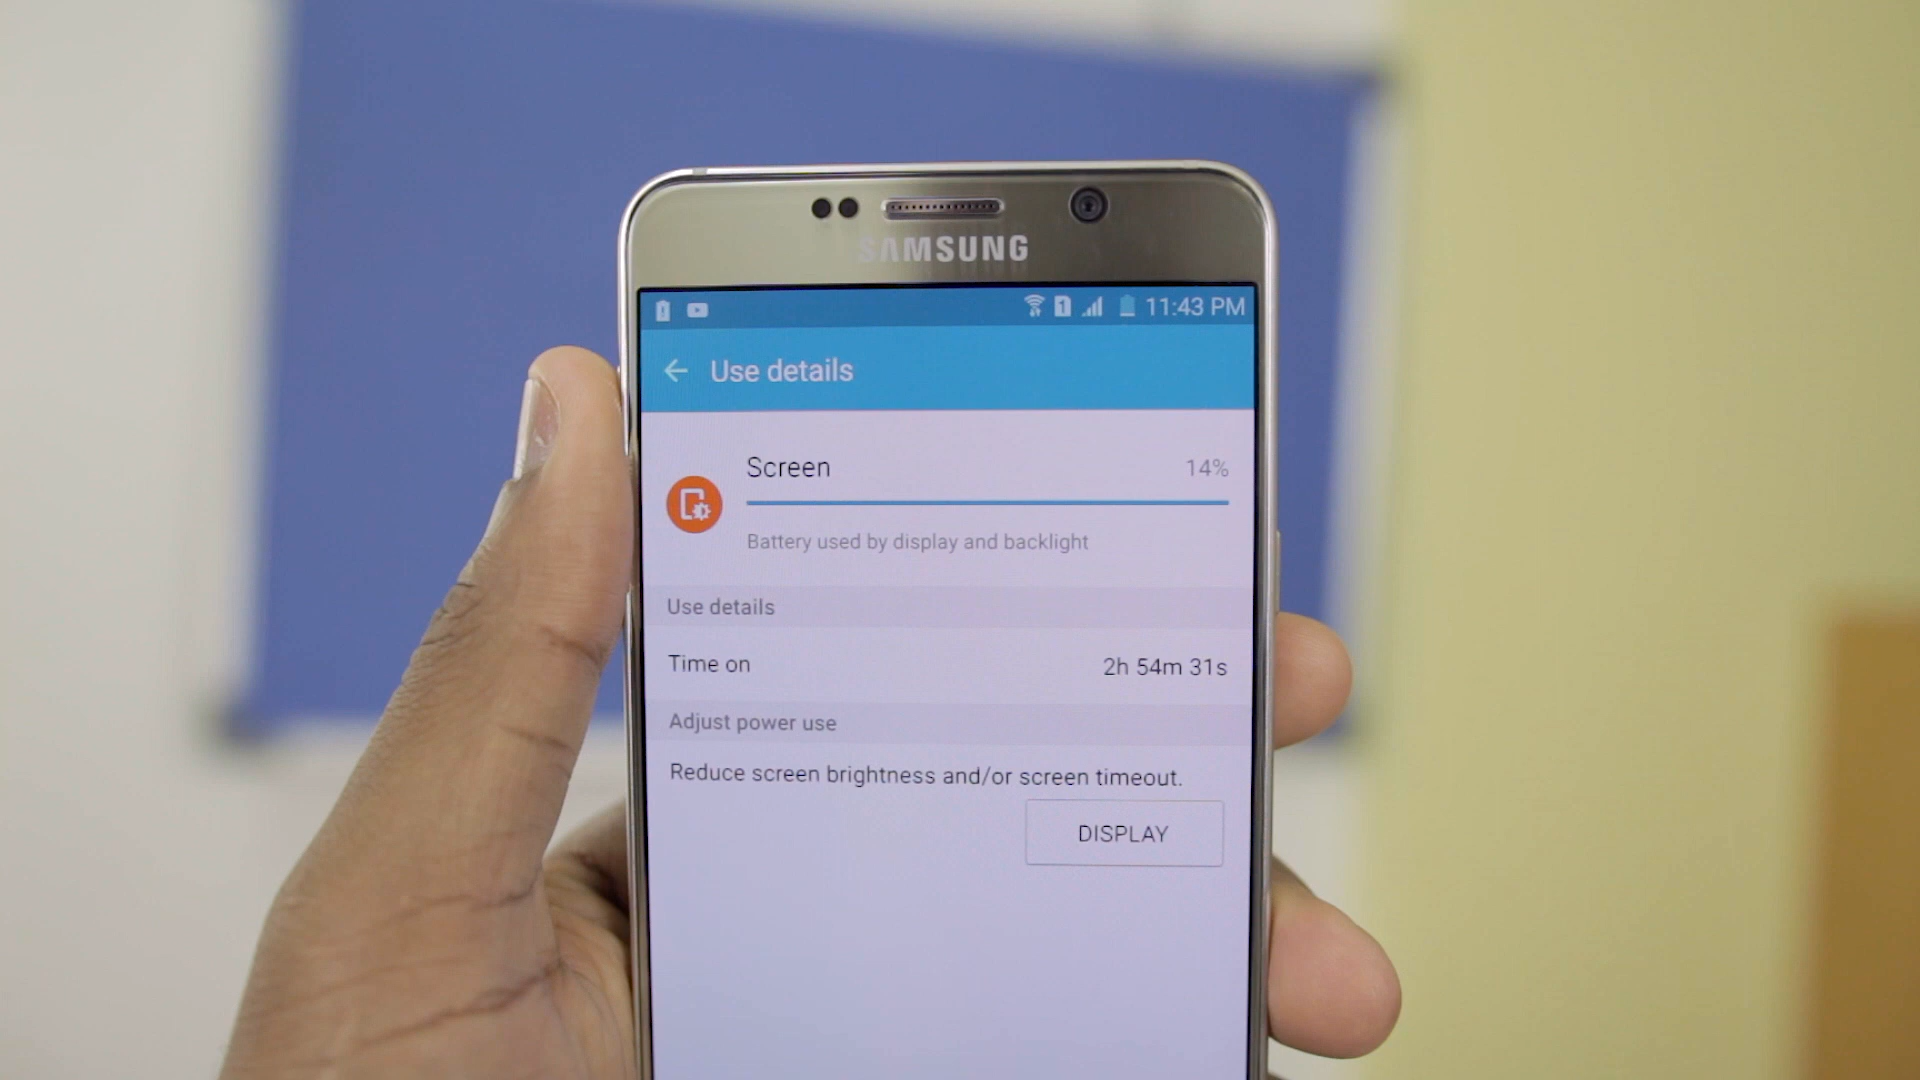 SAMSUNG
1 11:43 PM
Use details
Screen 14%
Battery used by display and backlight
Use details
Time on 2h 54m 31s
Adjust power use
Reduce screen brightness and/or screen timeout.
DISPLAY